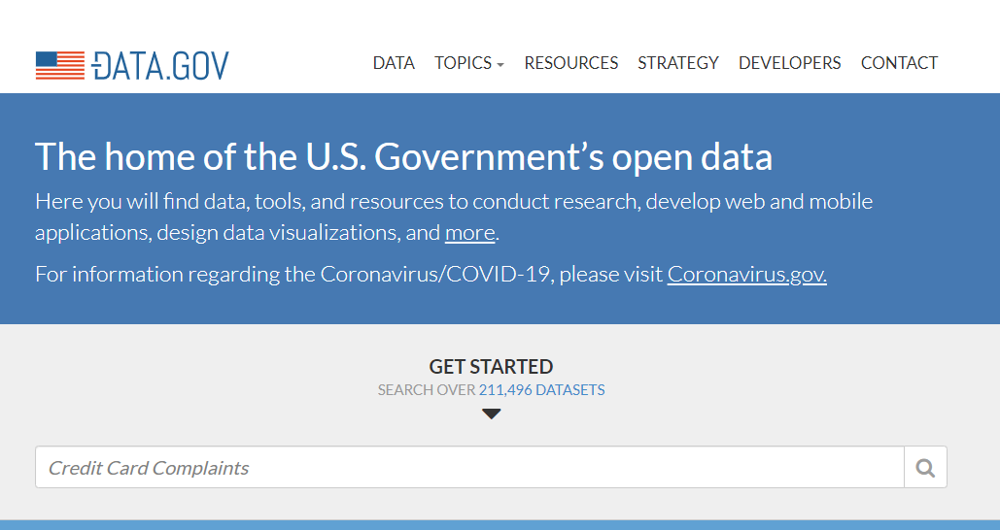 DATA.GOV
DATA TOPICS RESOURCES STRATEGY DEVELOPERS CONTACT
The home of the U.S. Government’s open data
Here you will find data, tools, and resources to conduct research, develop web and mobile
applications, design data visualizations, and more.
For information regarding the Coronavirus/COVID-19, please visit Coronavirus.gov.
GET STARTED
SEARCH OVER 211,496 DATASETS
Credit Card Complaints